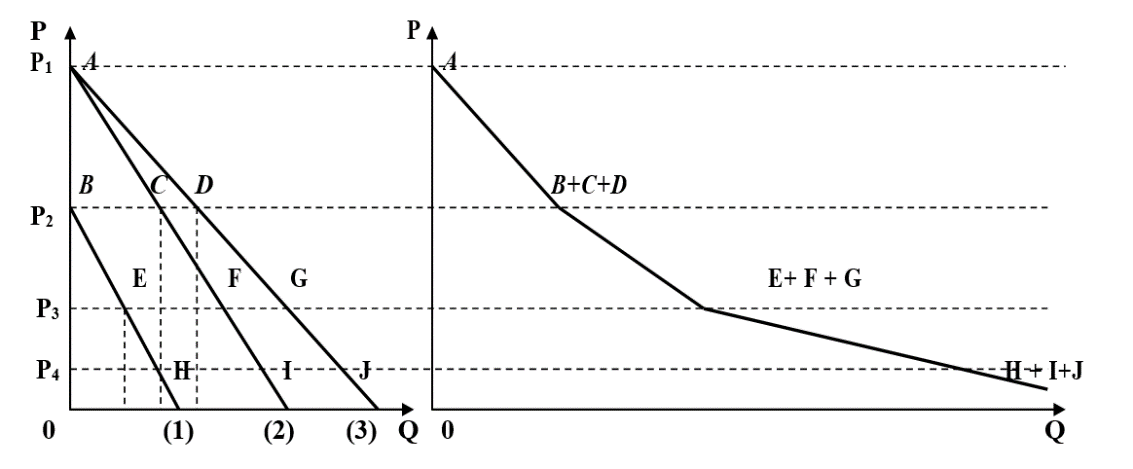 P P
P1 A A
B C D B+C+D
P2
E F G E+ F + G
P3
P4 H I J H + I+J
0 (1) (2) (3) Q 0 Q